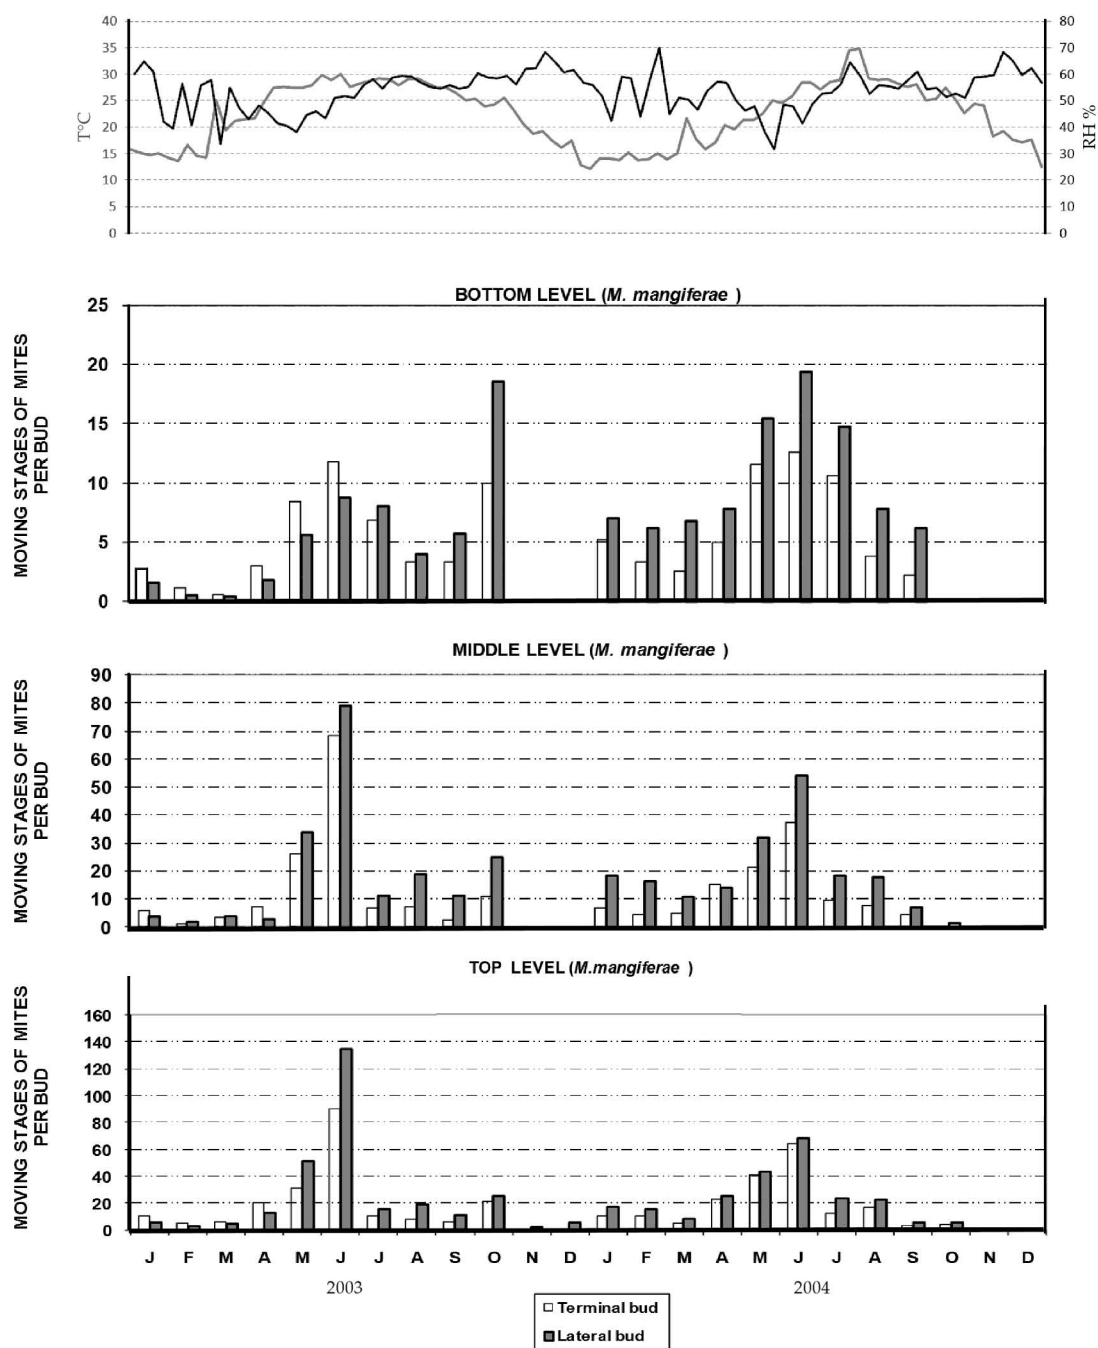 40 80
35 70
30 60
25 50
20 40
15 30
10 20
5 10
0 0
T°C
RH %
BOTTOM LEVEL (M. mangiferae )
25
20
15
10
5
0
MOVING STAGES OF MITES
PER BUD
MIDDLE LEVEL (M. mangiferae )
90
80
70
60
50
40
30
20
10
0
MOVING STAGES OF MITES
PER BUD
TOP LEVEL (M.mangiferae )
160
140
120
100
80
60
40
20
0
MOVING STAGES OF MITES
PER BUD
J F M A M J J A S O N D J F M A M J J A S O N D
2003 2004
Terminal bud
Lateral bud